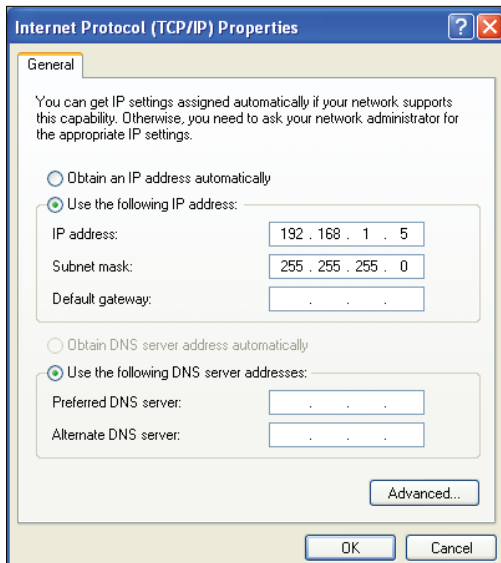 Internet Protocol (TCP/IP) Properties
General
You can get IP settings assigned automatically if your network supports
this capability. Otherwise, you need to ask your network administrator for
the appropriate IP settings.
Obtain an IP address automatically
Use the following IP address:
IP address: 192 . 168 . 1 . 5
Subnet mask: 255 . 255 . 255 . 0
Default gateway: . . .
Obtain DNS server address automatically
Use the following DNS server addresses:
Preferred DNS server: . . .
Alternate DNS server: . . .
Advanced...
OK Cancel